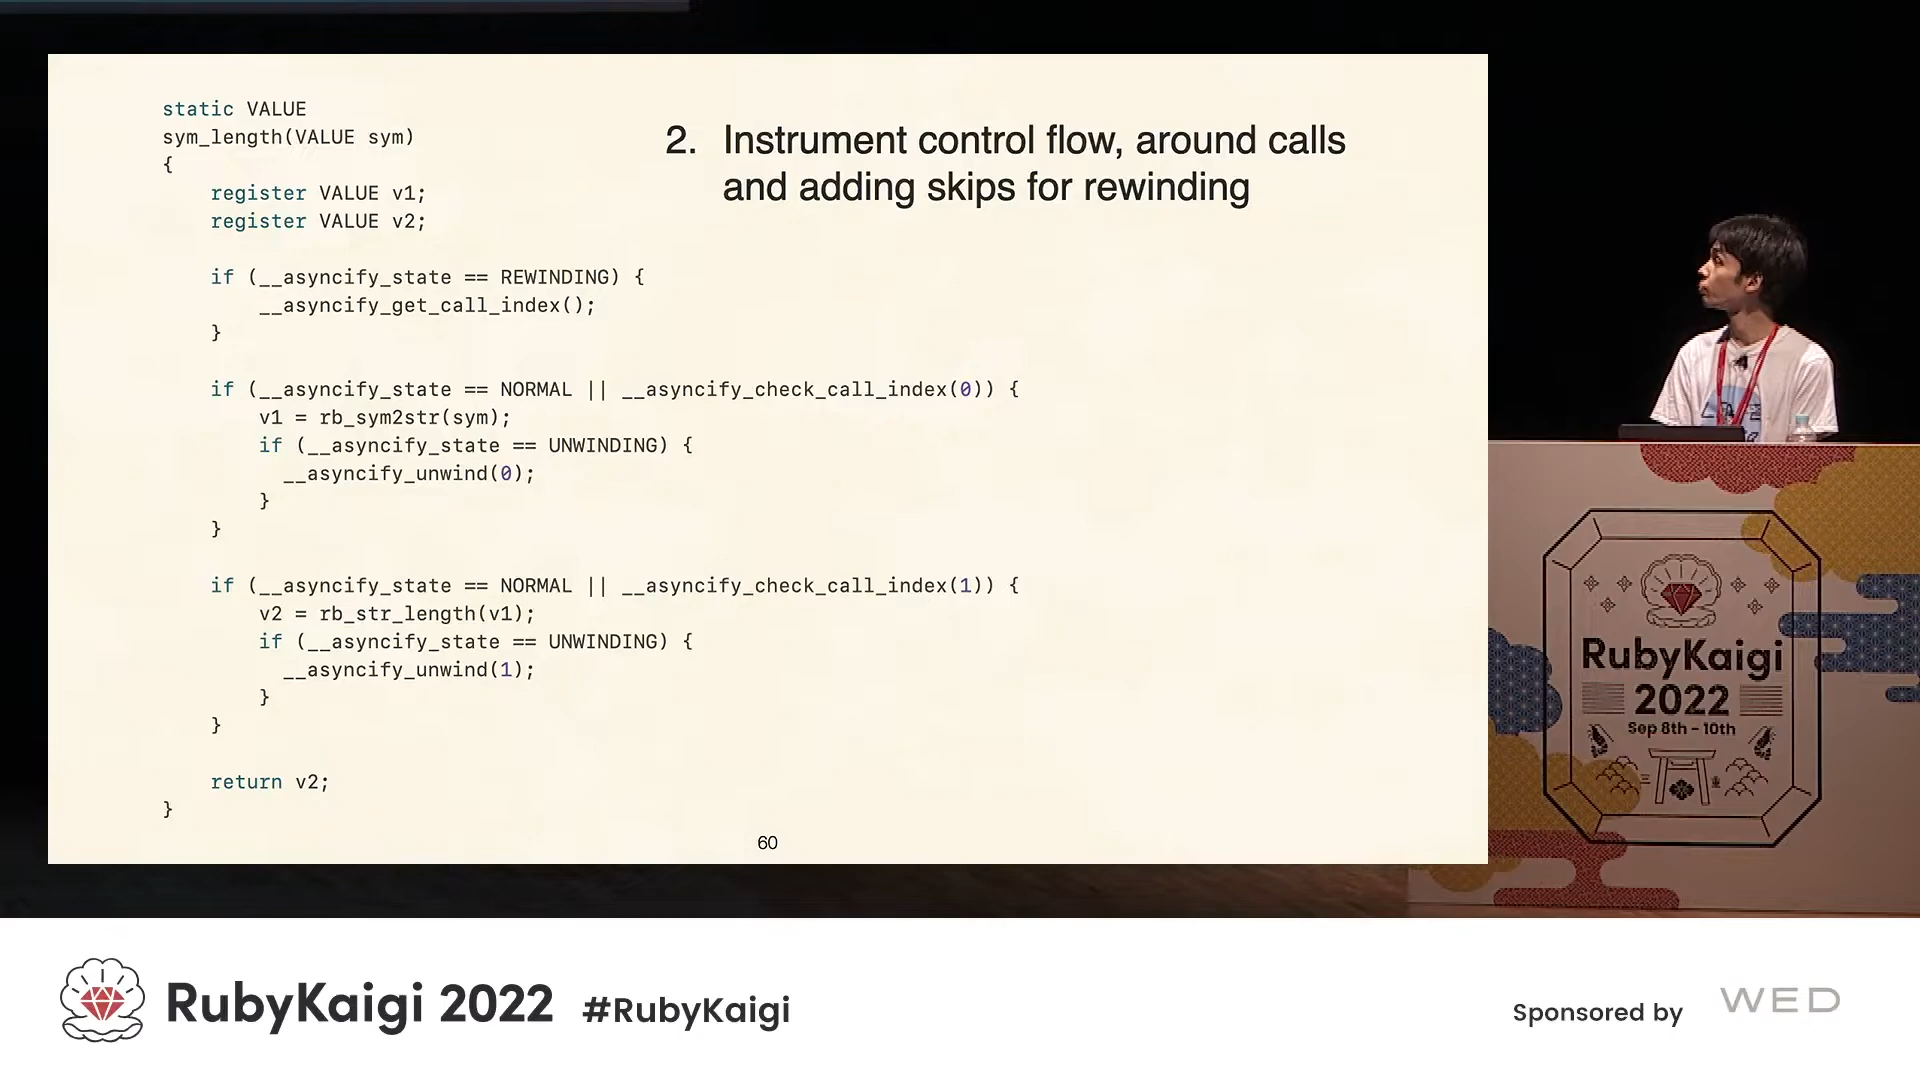 static VALUE
sym_length(VALUE sym)
{
    register VALUE v1;
    register VALUE v2;

    if (__asyncify_state == REWINDING) {
        __asyncify_get_call_index();
    }

    if (__asyncify_state == NORMAL || __asyncify_check_call_index(0)) {
        v1 = rb_sym2str(sym);
        if (__asyncify_state == UNWINDING) {
          __asyncify_unwind(0);
        }
    }

    if (__asyncify_state == NORMAL || __asyncify_check_call_index(1)) {
        v2 = rb_str_length(v1);
        if (__asyncify_state == UNWINDING) {
          __asyncify_unwind(1);
        }
    }

    return v2;
}
2. Instrument control flow, around calls
and adding skips for rewinding
60
RubyKaigi
2022
Sep 8th - 10th
RubyKaigi 2022 #RubyKaigi
Sponsored by WED